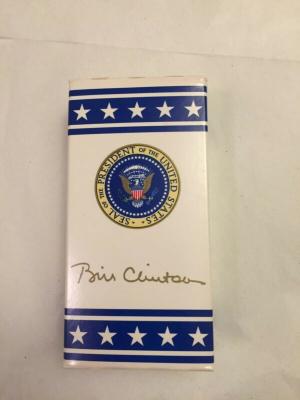 SEAL OF THE PRESIDENT OF THE UNITED STATES
Bill Clinton